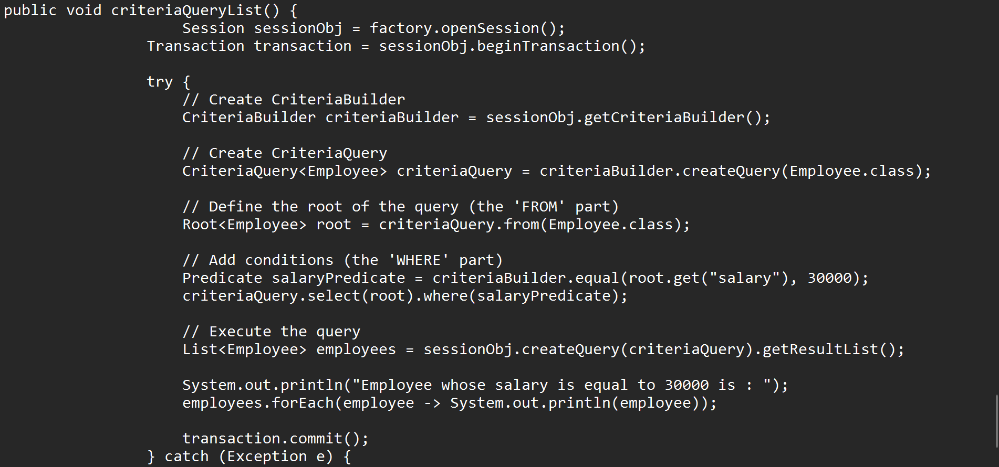 public void criteriaQueryList() {
Session sessionObj = factory.openSession();
Transaction transaction = sessionObj.beginTransaction();
try {
// Create CriteriaBuilder
CriteriaBuilder criteriaBuilder = sessionObj.getCriteriaBuilder();
// Create CriteriaQuery
CriteriaQuery<Employee> criteriaQuery = criteriaBuilder.createQuery(Employee.class);
// Define the root of the query (the 'FROM' part)
Root<Employee> root = criteriaQuery.from(Employee.class);
// Add conditions (the 'WHERE' part)
Predicate salaryPredicate = criteriaBuilder.equal(root.get("salary"), 30000);
criteriaQuery.select(root).where(salaryPredicate);
// Execute the query
List<Employee> employees = sessionObj.createQuery(criteriaQuery).getResultList();
System.out.println("Employee whose salary is equal to 30000 is : ");
employees.forEach(employee -> System.out.println(employee));
transaction.commit();
} catch (Exception e) {